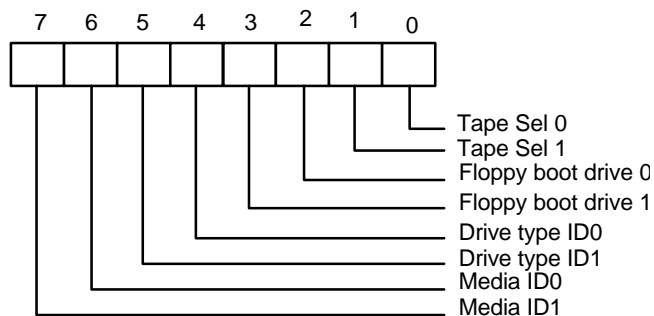 7 6 5 4 3 2 1 0
Tape Sel 0
Tape Sel 1
Floppy boot drive 0
Floppy boot drive 1
Drive type ID0
Drive type ID1
Media ID0
Media ID1